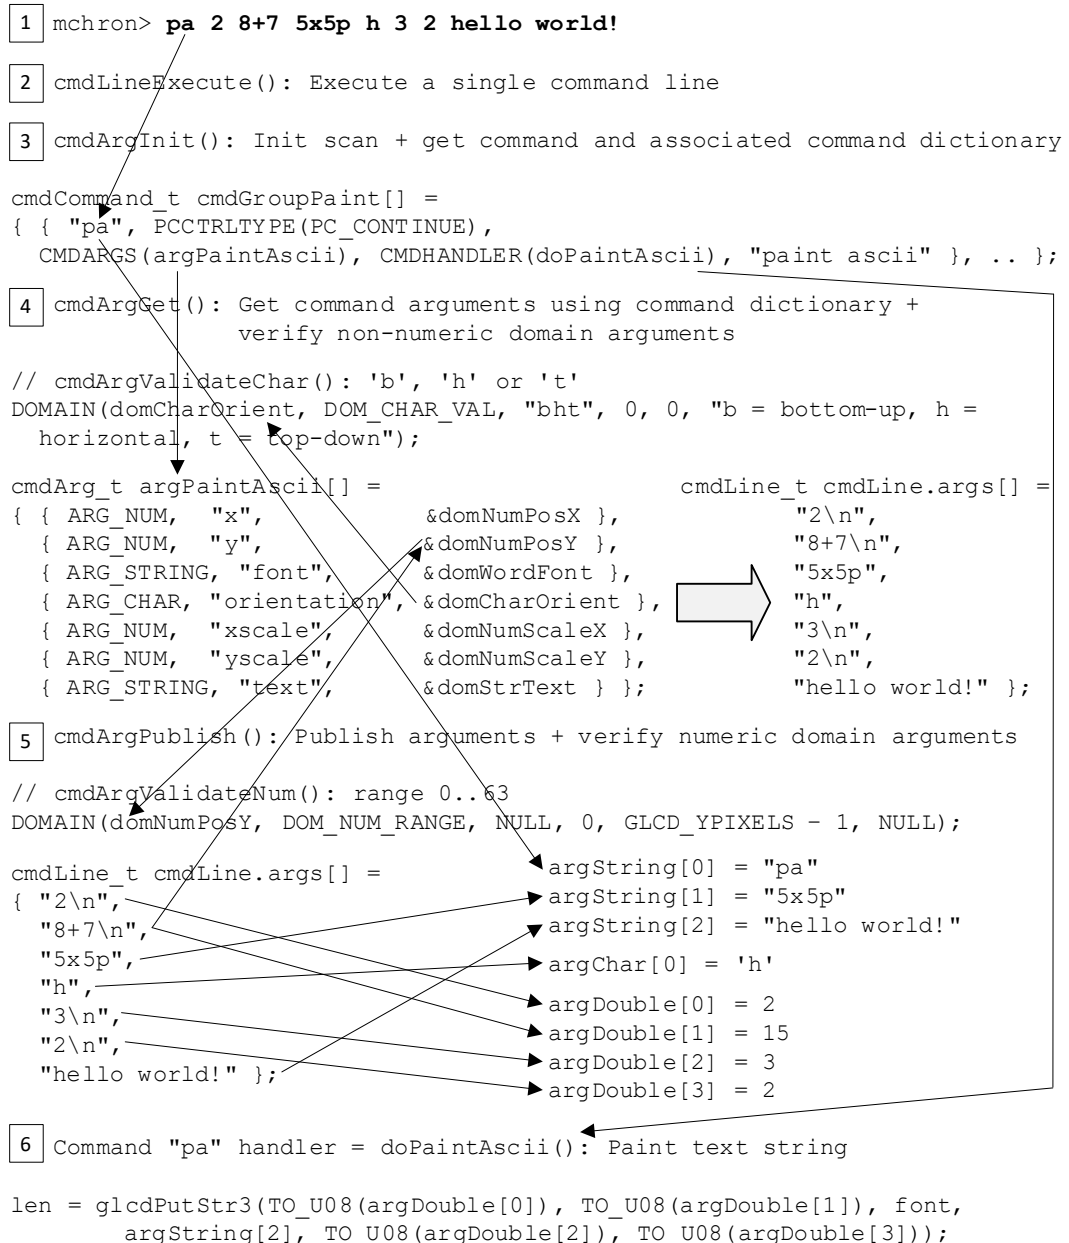 1 mchron> pa 2 8+7 5x5p h 3 2 hello world!
2 cmdLineExecute(): Execute a single command line
3 cmdArgInit(): Init scan + get command and associated command dictionary
cmdCommand_t cmdGroupPaint[] =
{ { "pa", PCCTRLTYPE(PC_CONTINUE),
CMDARGS(argPaintAscii), CMDHANDLER(doPaintAscii), "paint ascii" }, .. };
4 cmdArgGet(): Get command arguments using command dictionary +
verify non-numeric domain arguments
// cmdArgValidateChar(): 'b', 'h' or 't'
DOMAIN(domCharOrient, DOM_CHAR_VAL, "bht", 0, 0, "b = bottom-up, h =
horizontal, t = top-down");
cmdArg_t argPaintAscii[] = cmdLine_t cmdLine.args[] =
{ { ARG_NUM, "x", &domNumPosX }, "2\n",
{ ARG_NUM, "y", &domNumPosY }, "8+7\n",
{ ARG_STRING, "font", &domWordFont }, "5x5p",
{ ARG_CHAR, "orientation", &domCharOrient }, "h",
{ ARG_NUM, "xscale", &domNumScaleX }, "3\n",
{ ARG_NUM, "yscale", &domNumScaleY }, "2\n",
{ ARG_STRING, "text", &domStrText } }; "hello world!" };
5 cmdArgPublish(): Publish arguments + verify numeric domain arguments
// cmdArgValidateNum(): range 0..63
DOMAIN(domNumPosY, DOM_NUM_RANGE, NULL, 0, GLCD_YPIXELS – 1, NULL);
cmdLine_t cmdLine.args[] =
{ "2\n",
"8+7\n",
"5x5p",
"h",
"3\n",
"2\n",
"hello world!" };
argString[0] = "pa"
argString[1] = "5x5p"
argString[2] = "hello world!"
argChar[0] = 'h'
argDouble[0] = 2
argDouble[1] = 15
argDouble[2] = 3
argDouble[3] = 2
6 Command "pa" handler = doPaintAscii(): Paint text string
len = glcdPutStr3(TO_U08(argDouble[0]), TO_U08(argDouble[1]), font,
argString[2], TO_U08(argDouble[2]), TO_U08(argDouble[3]));